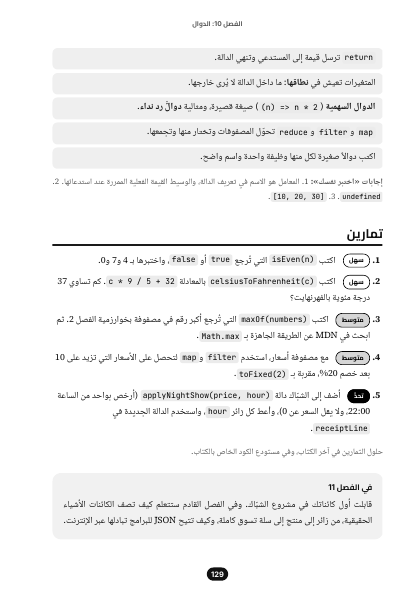 الفصل 10: الدوال
return ترسل قيمة إلى المستدعي وتنهي الدالة.
المتغيرات تعيش في نطاقها: ما داخل الدالة لا يُرى خارجها.
الدوال السهمية ( (n) => n * 2 ) صيغة قصيرة، ومثالية دوالَّ رد نداء.
map و filter و reduce تحوّل المصفوفات وتختار منها وتجمعها.
اكتب دوالاً صغيرة لكل منها وظيفة واحدة واسم واضح.
إجابات «اختبر نفسك»: 1. المعامل هو الاسم في تعريف الدالة، والوسيط القيمة الفعلية الممررة عند استدعائها. 2.
undefined . 3. [10, 20, 30] .
تمارين
1. سهل اكتب isEven(n) التي تُرجع true أو false ، واختبرها بـ 4 و7 و0.
2. سهل اكتب celsiusToFahrenheit(c) بالمعادلة c * 9 / 5 + 32 . كم تساوي 37
درجة مئوية بالفهرنهايت؟
3. متوسط اكتب maxOf(numbers) التي تُرجع أكبر رقم في مصفوفة بخوارزمية الفصل 2. ثم
ابحث في MDN عن الطريقة الجاهزة بـ Math.max .
4. متوسط مع مصفوفة أسعار، استخدم filter و map لتحصل على الأسعار التي تزيد على 10
بعد خصم 20%، مقربة بـ toFixed(2) .
5. تحدٍّ أضف إلى الشبّاك دالة applyNightShow(price, hour) (أرخص بواحد من الساعة
22:00، ولا يقل السعر عن 0)، وأعط كل زائر hour ، واستخدم الدالة الجديدة في
receiptLine .
حلول التمارين في آخر الكتاب، وفي مستودع الكود الخاص بالكتاب.
في الفصل 11
قابلت أول كائناتك في مشروع الشبّاك. وفي الفصل القادم ستتعلم كيف تصف الكائنات الأشياء
الحقيقية، من زائر إلى منتج إلى سلة تسوق كاملة، وكيف تتيح JSON للبرامج تبادلها عبر الإنترنت.
129